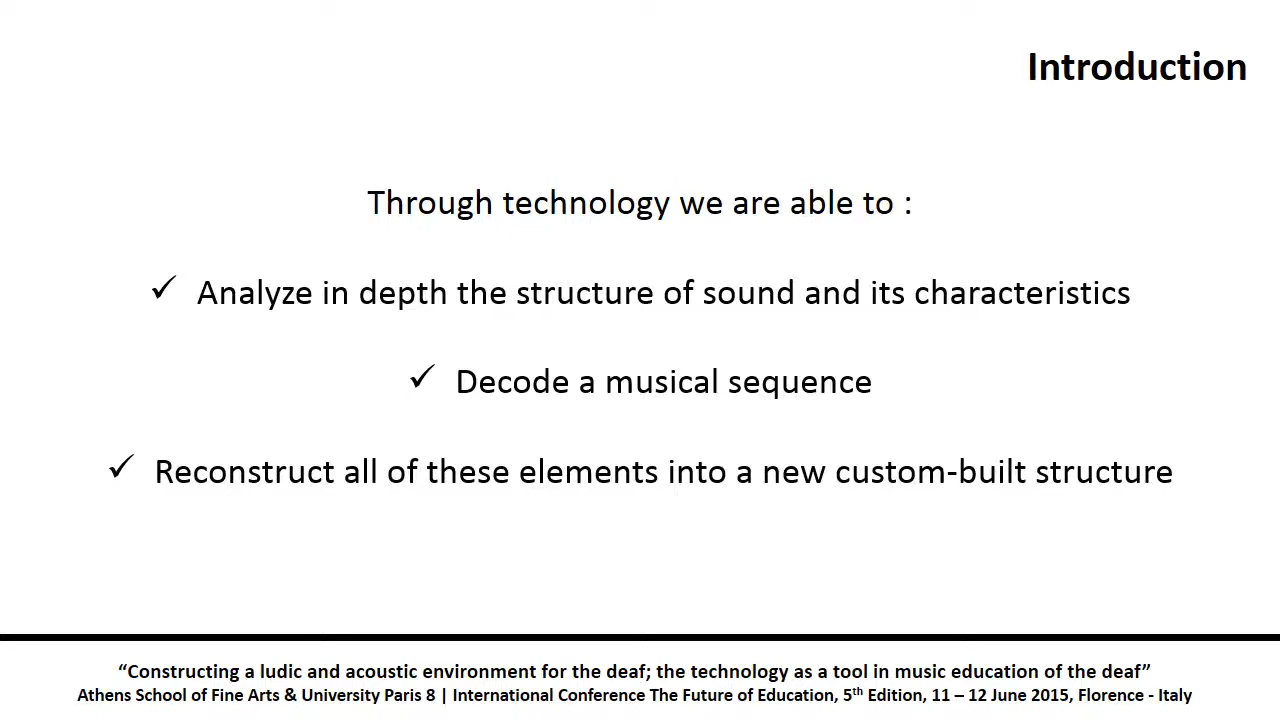 Introduction
Through technology we are able to :
✓ Analyze in depth the structure of sound and its characteristics
✓ Decode a musical sequence
✓ Reconstruct all of these elements into a new custom-built structure
“Constructing a ludic and acoustic environment for the deaf; the technology as a tool in music education of the deaf”
Athens School of Fine Arts & University Paris 8 | International Conference The Future of Education, 5th Edition, 11 – 12 June 2015, Florence - Italy